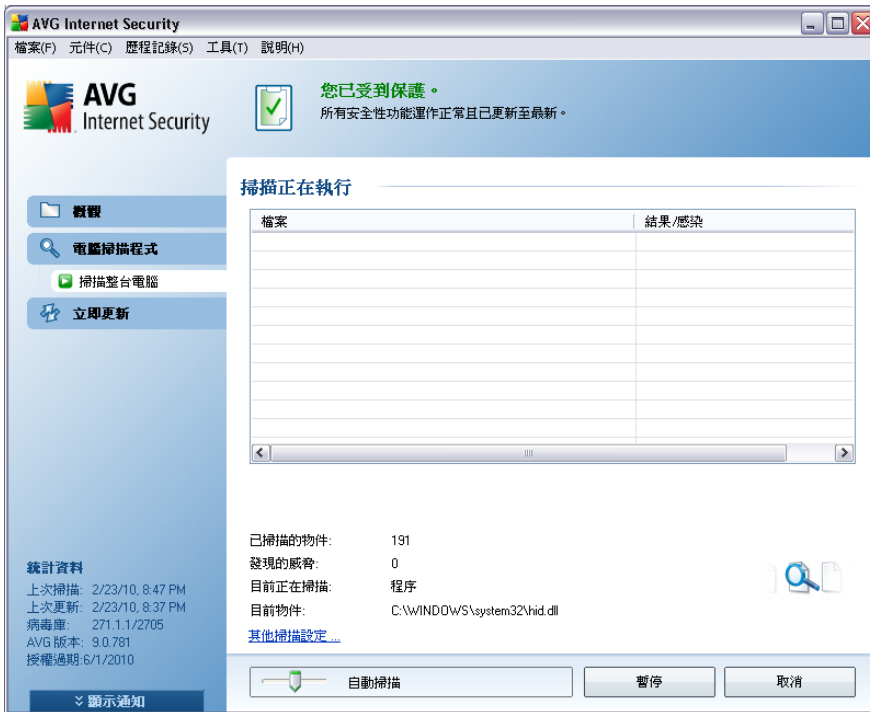 AVG Internet Security
檔案(F) 元件(C) 歷程記錄(S) 工具(T) 說明(H)
AVG
Internet Security
您已受到保護。
所有安全性功能運作正常且已更新至最新。
概觀
電腦掃描程式
掃描整台電腦
立即更新
掃描正在執行
檔案 結果/感染
已掃描的物件: 191
發現的威脅: 0
目前正在掃描: 程序
目前物件: C:\WINDOWS\system32\hid.dll
其他掃描設定 ...
統計資料
上次掃描: 2/23/10, 8:47 PM
上次更新: 2/23/10, 8:37 PM
病毒庫: 271.1.1/2705
AVG 版本: 9.0.781
授權過期:6/1/2010
顯示通知
自動掃描
暫停
取消